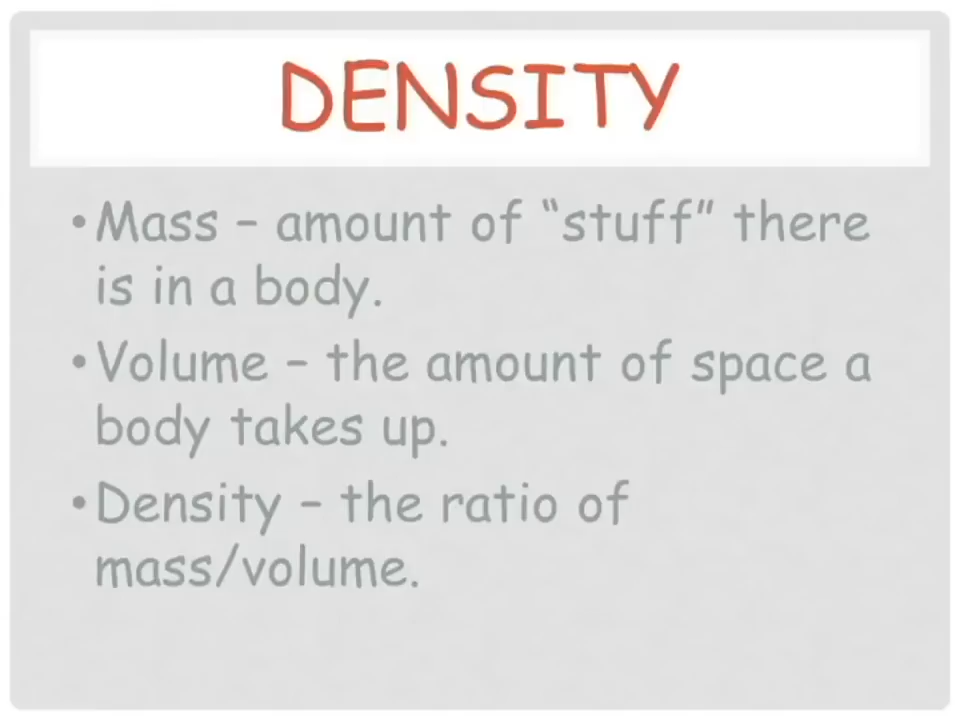 DENSITY
•Mass – amount of “stuff” there
is in a body.
•Volume – the amount of space a
body takes up.
•Density – the ratio of
mass/volume.